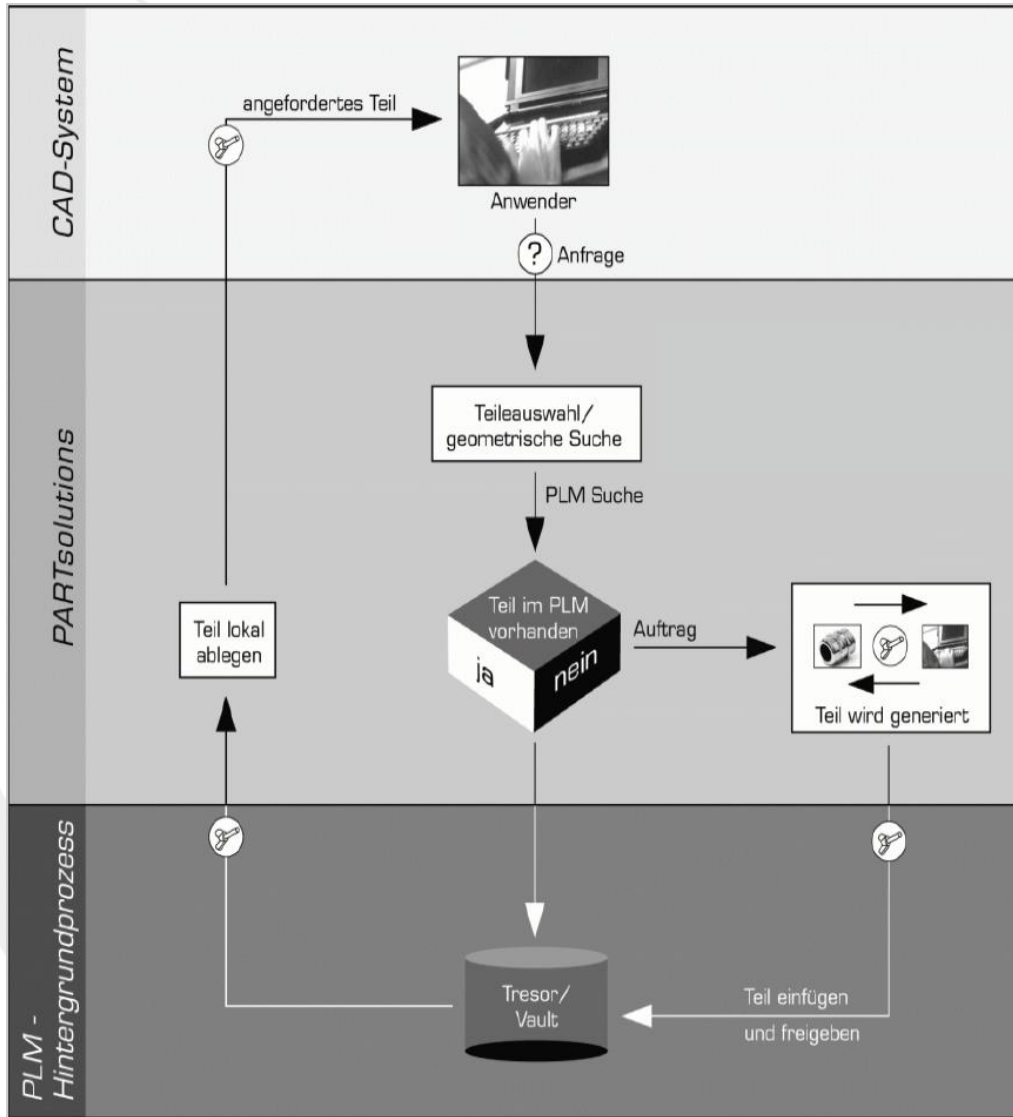 CAD-System
angefordertes Teil
Anwender
?
Anfrage
PARTsolutions
Teileauswahl/
geometrische Suche
PLM Suche
Teil im PLM
vorhanden
ja
nein
Auftrag
Teil wird generiert
Teil lokal
ablegen
PLM -
Hintergrundprozess
Tresor/
Vault
Teil einfügen
und freigeben